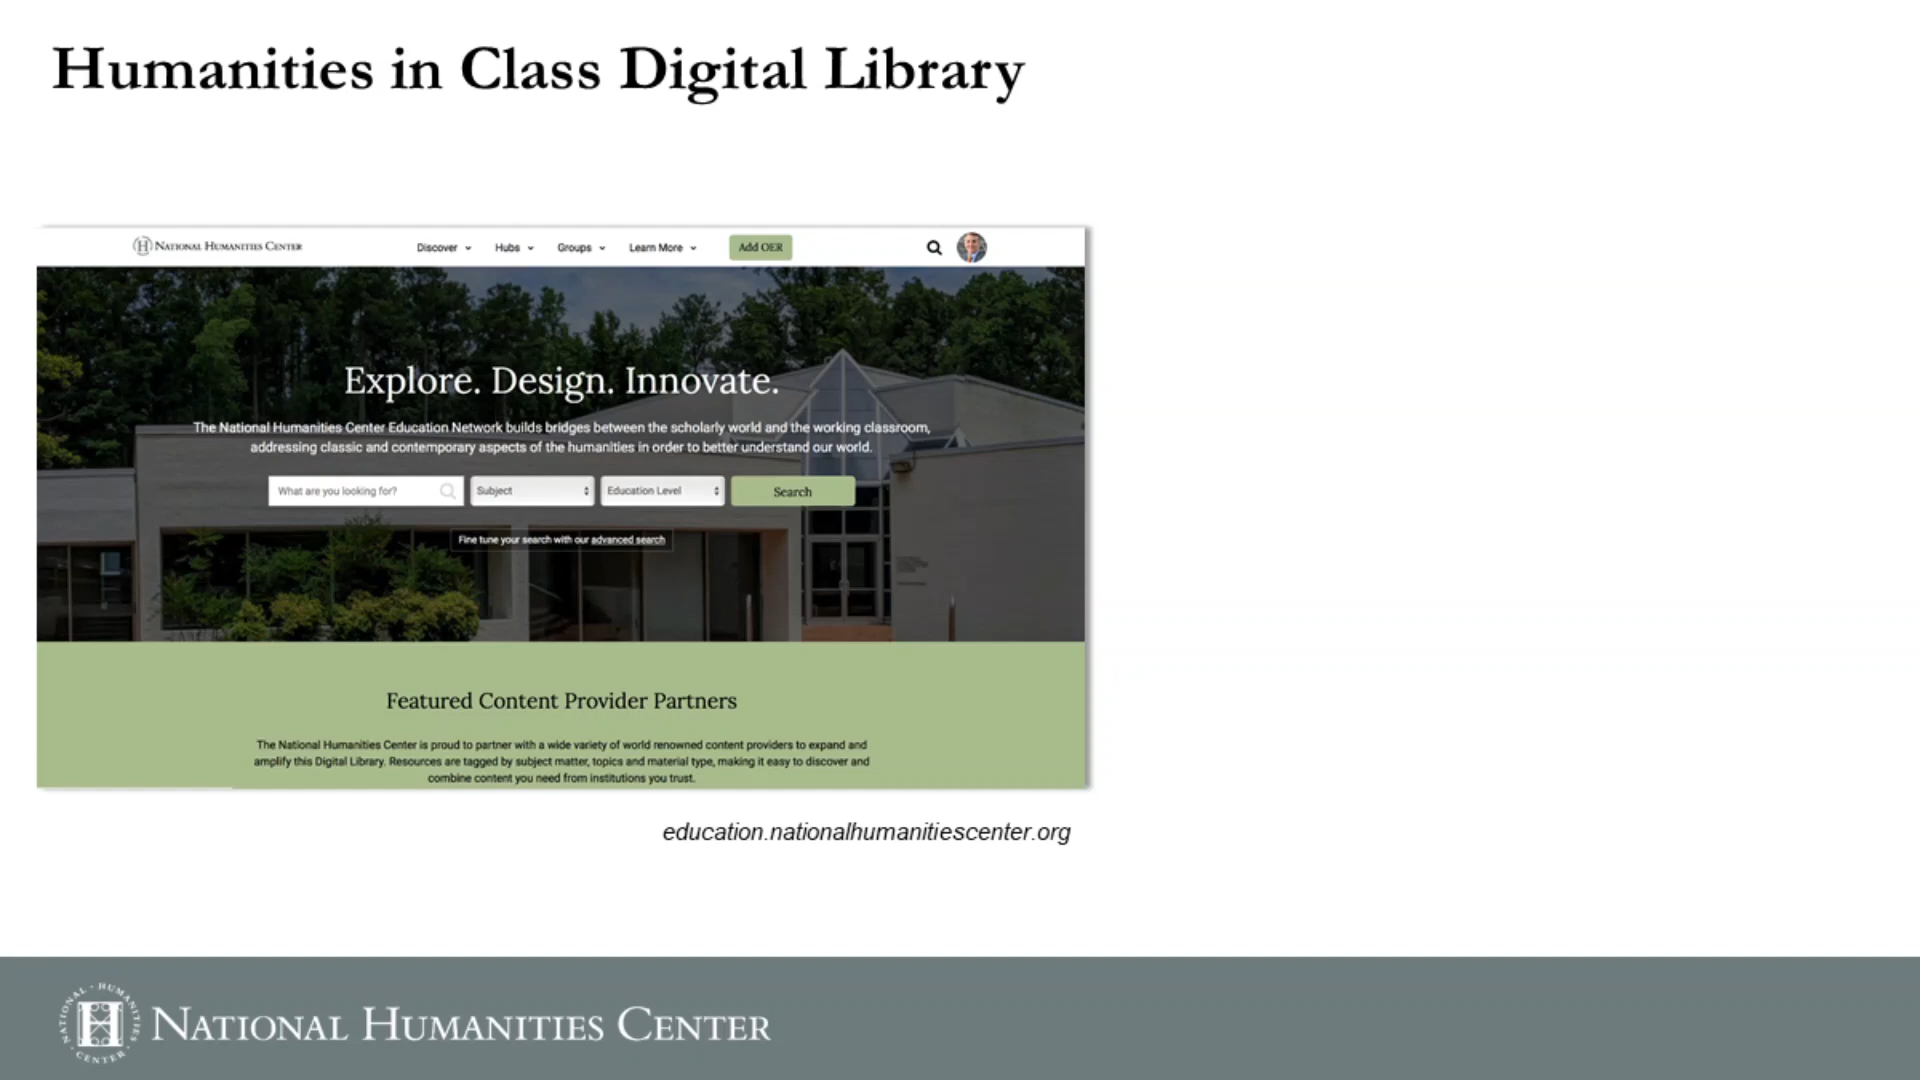 Humanities in Class Digital Library
NATIONAL HUMANITIES CENTER
Discover
Hubs
Groups
Learn More
Add OER
Explore. Design. Innovate.
The National Humanities Center Education Network builds bridges between the scholarly world and the working classroom,
addressing classic and contemporary aspects of the humanities in order to better understand our world.
What are you looking for?
Subject
Education Level
Search
Fine tune your search with our advanced search
Featured Content Provider Partners
The National Humanities Center is proud to partner with a wide variety of world renowned content providers to expand and
amplify this Digital Library. Resources are tagged by subject matter, topics and material type, making it easy to discover and
combine content you need from institutions you trust.
education.nationalhumanitiescenter.org
NATIONAL · HUMANITIES · CENTER ·
NATIONAL HUMANITIES CENTER